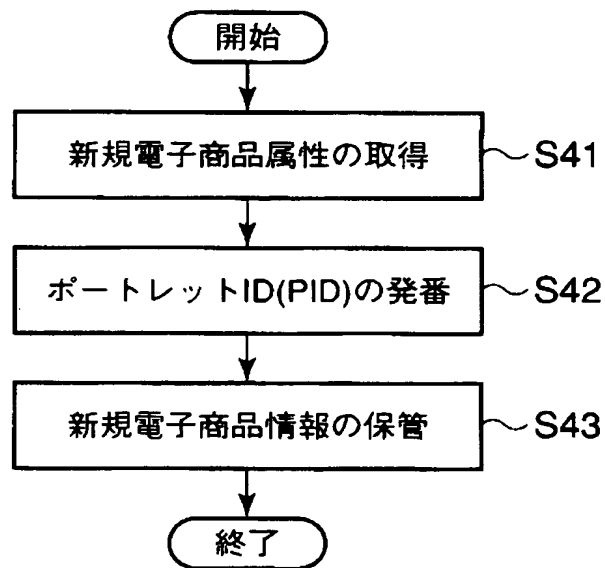 開始
新規電子商品属性の取得 S41
ポートレットID(PID)の発番 S42
新規電子商品情報の保管 S43
終了